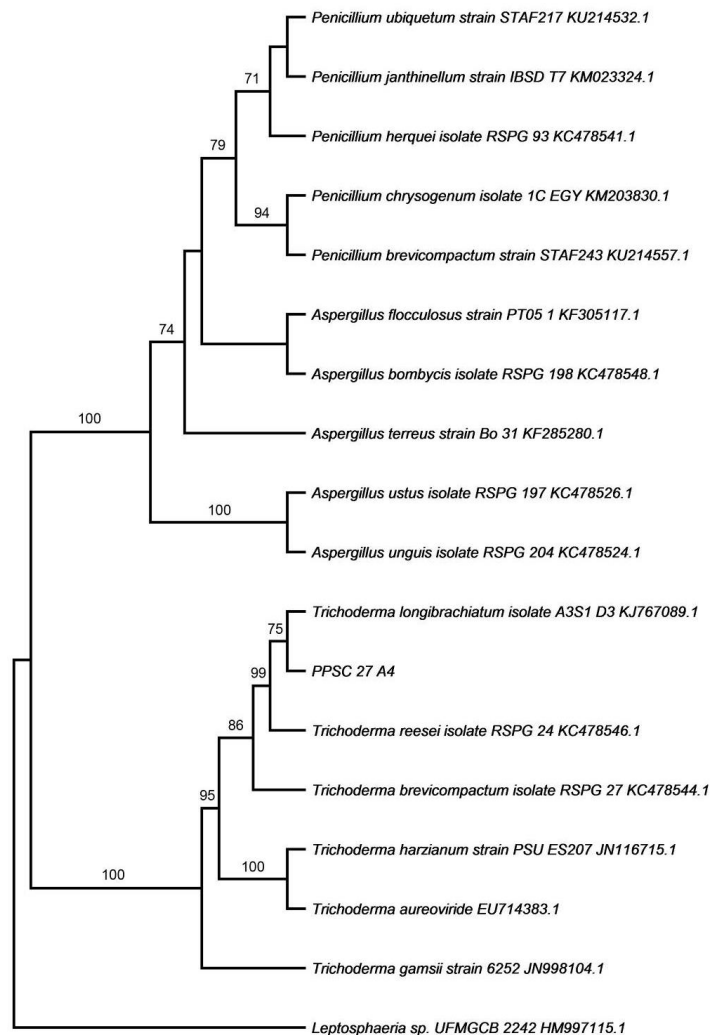 Penicillium ubiquetum strain STAF217 KU214532.1
71
Penicillium janthinellum strain IBSD T7 KM023324.1
Penicillium herquei isolate RSPG 93 KC478541.1
79
Penicillium chrysogenum isolate 1C EGY KM203830.1
94
Penicillium brevicompactum strain STAF243 KU214557.1
Aspergillus flocculosus strain PT05 1 KF305117.1
74
Aspergillus bombycis isolate RSPG 198 KC478548.1
100
Aspergillus terreus strain Bo 31 KF285280.1
Aspergillus ustus isolate RSPG 197 KC478526.1
100
Aspergillus unguis isolate RSPG 204 KC478524.1
Trichoderma longibrachiatum isolate A3S1 D3 KJ767089.1
75
PPSC 27 A4
99
Trichoderma reesei isolate RSPG 24 KC478546.1
86
Trichoderma brevicompactum isolate RSPG 27 KC478544.1
95
Trichoderma harzianum strain PSU ES207 JN116715.1
100
100
Trichoderma aureoviride EU714383.1
Trichoderma gamsii strain 6252 JN998104.1
Leptosphaeria sp. UFMGCB 2242 HM997115.1